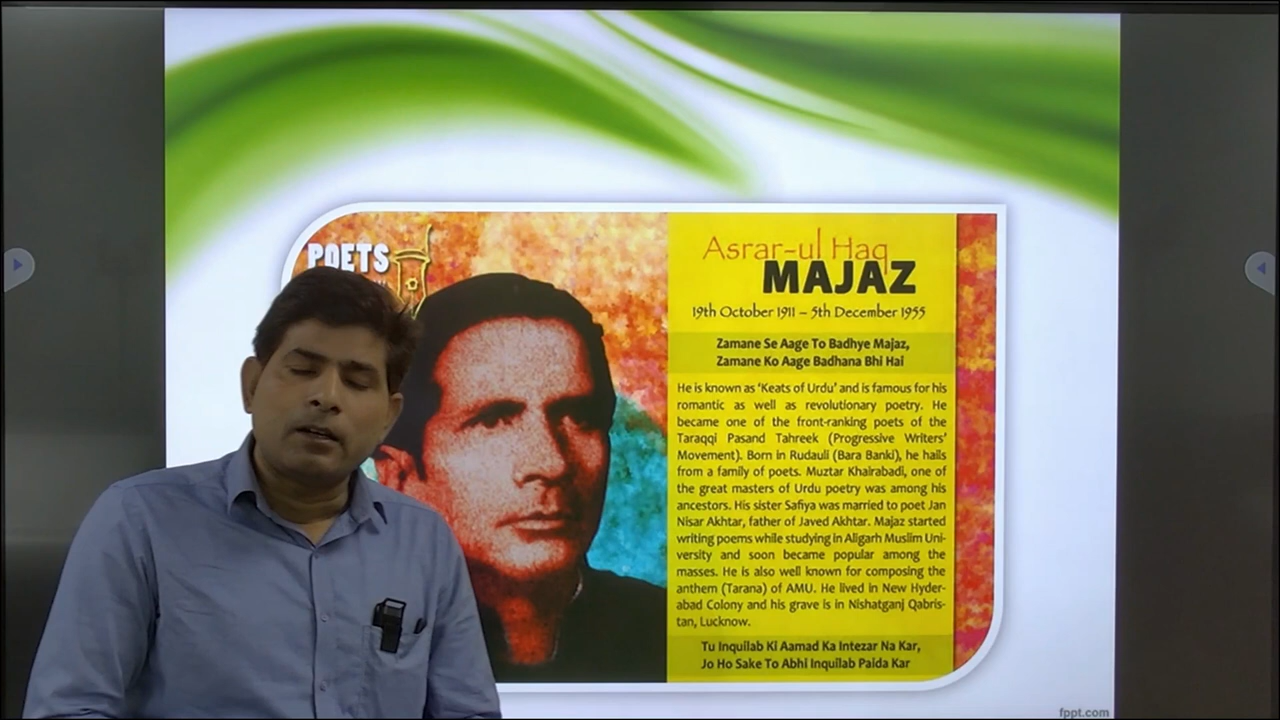 POETS
Asrar-ul Haq
MAJAZ
19th October 1911 – 5th December 1955
Zamane Se Aage To Badhye Majaz,
Zamane Ko Aage Badhana Bhi Hai
He is known as ‘Keats of Urdu’ and is famous for his
romantic as well as revolutionary poetry. He
became one of the front-ranking poets of the
Taraqqi Pasand Tahreek (Progressive Writers’
Movement). Born in Rudauli (Bara Banki), he hails
from a family of poets. Muztar Khairabadi, one of
the great masters of Urdu poetry was among his
ancestors. His sister Safiya was married to poet Jan
Nisar Akhtar, father of Javed Akhtar. Majaz started
writing poems while studying in Aligarh Muslim Uni-
versity and soon became popular among the
masses. He is also well known for composing the
anthem (Tarana) of AMU. He lived in New Hyder-
abad Colony and his grave is in Nishatganj Qabris-
tan, Lucknow.
Tu Inquilab Ki Aamad Ka Intezar Na Kar,
Jo Ho Sake To Abhi Inquilab Paida Kar
fppt.com